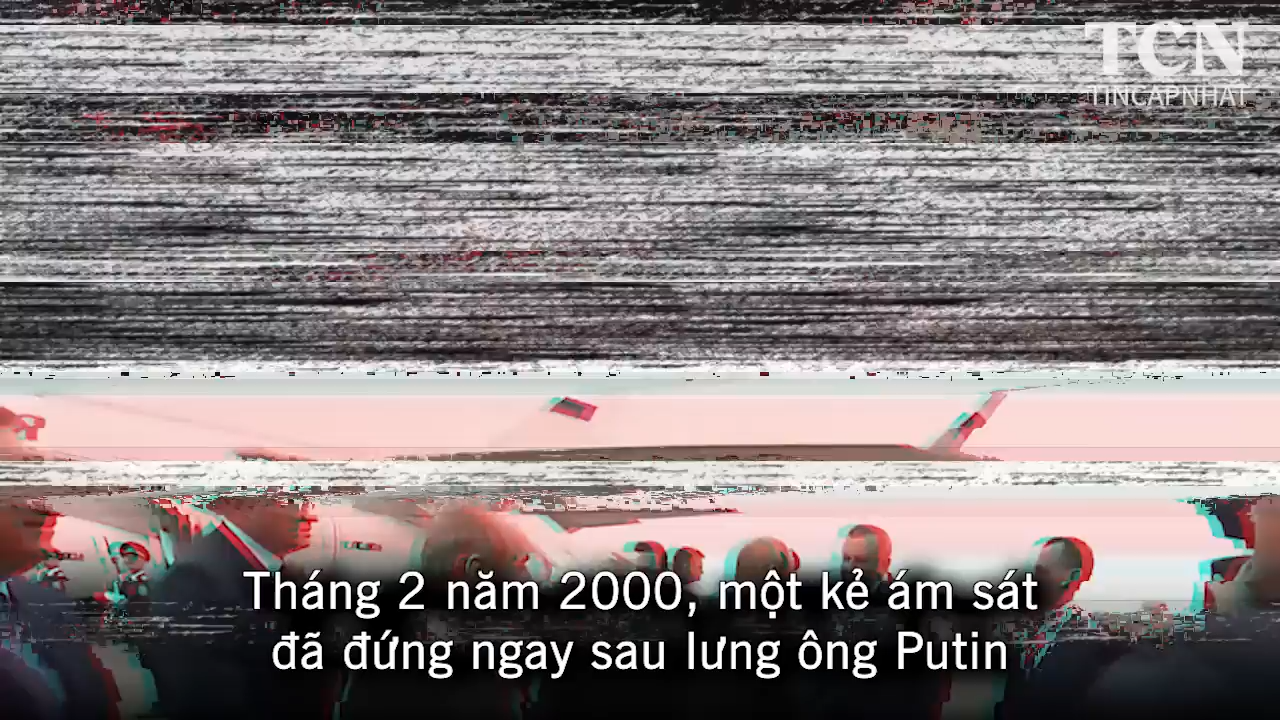 TCN
TINCAPNHAT
Tháng 2 năm 2000, một kẻ ám sát
đã đứng ngay sau lưng ông Putin